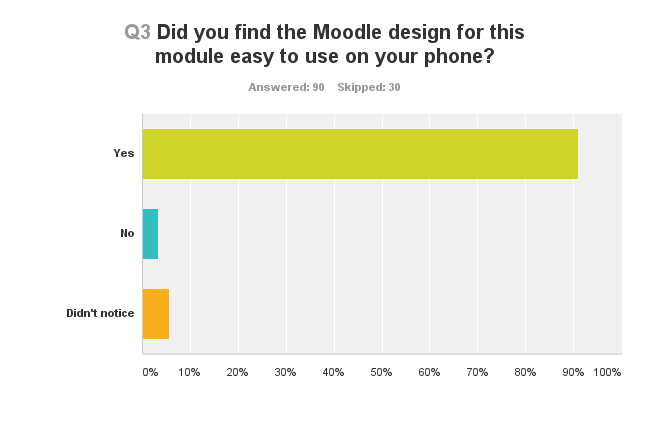 Q3 Did you find the Moodle design for this
module easy to use on your phone?
Answered: 90 Skipped: 30
Yes
No
Didn't notice
0% 10% 20% 30% 40% 50% 60% 70% 80% 90% 100%